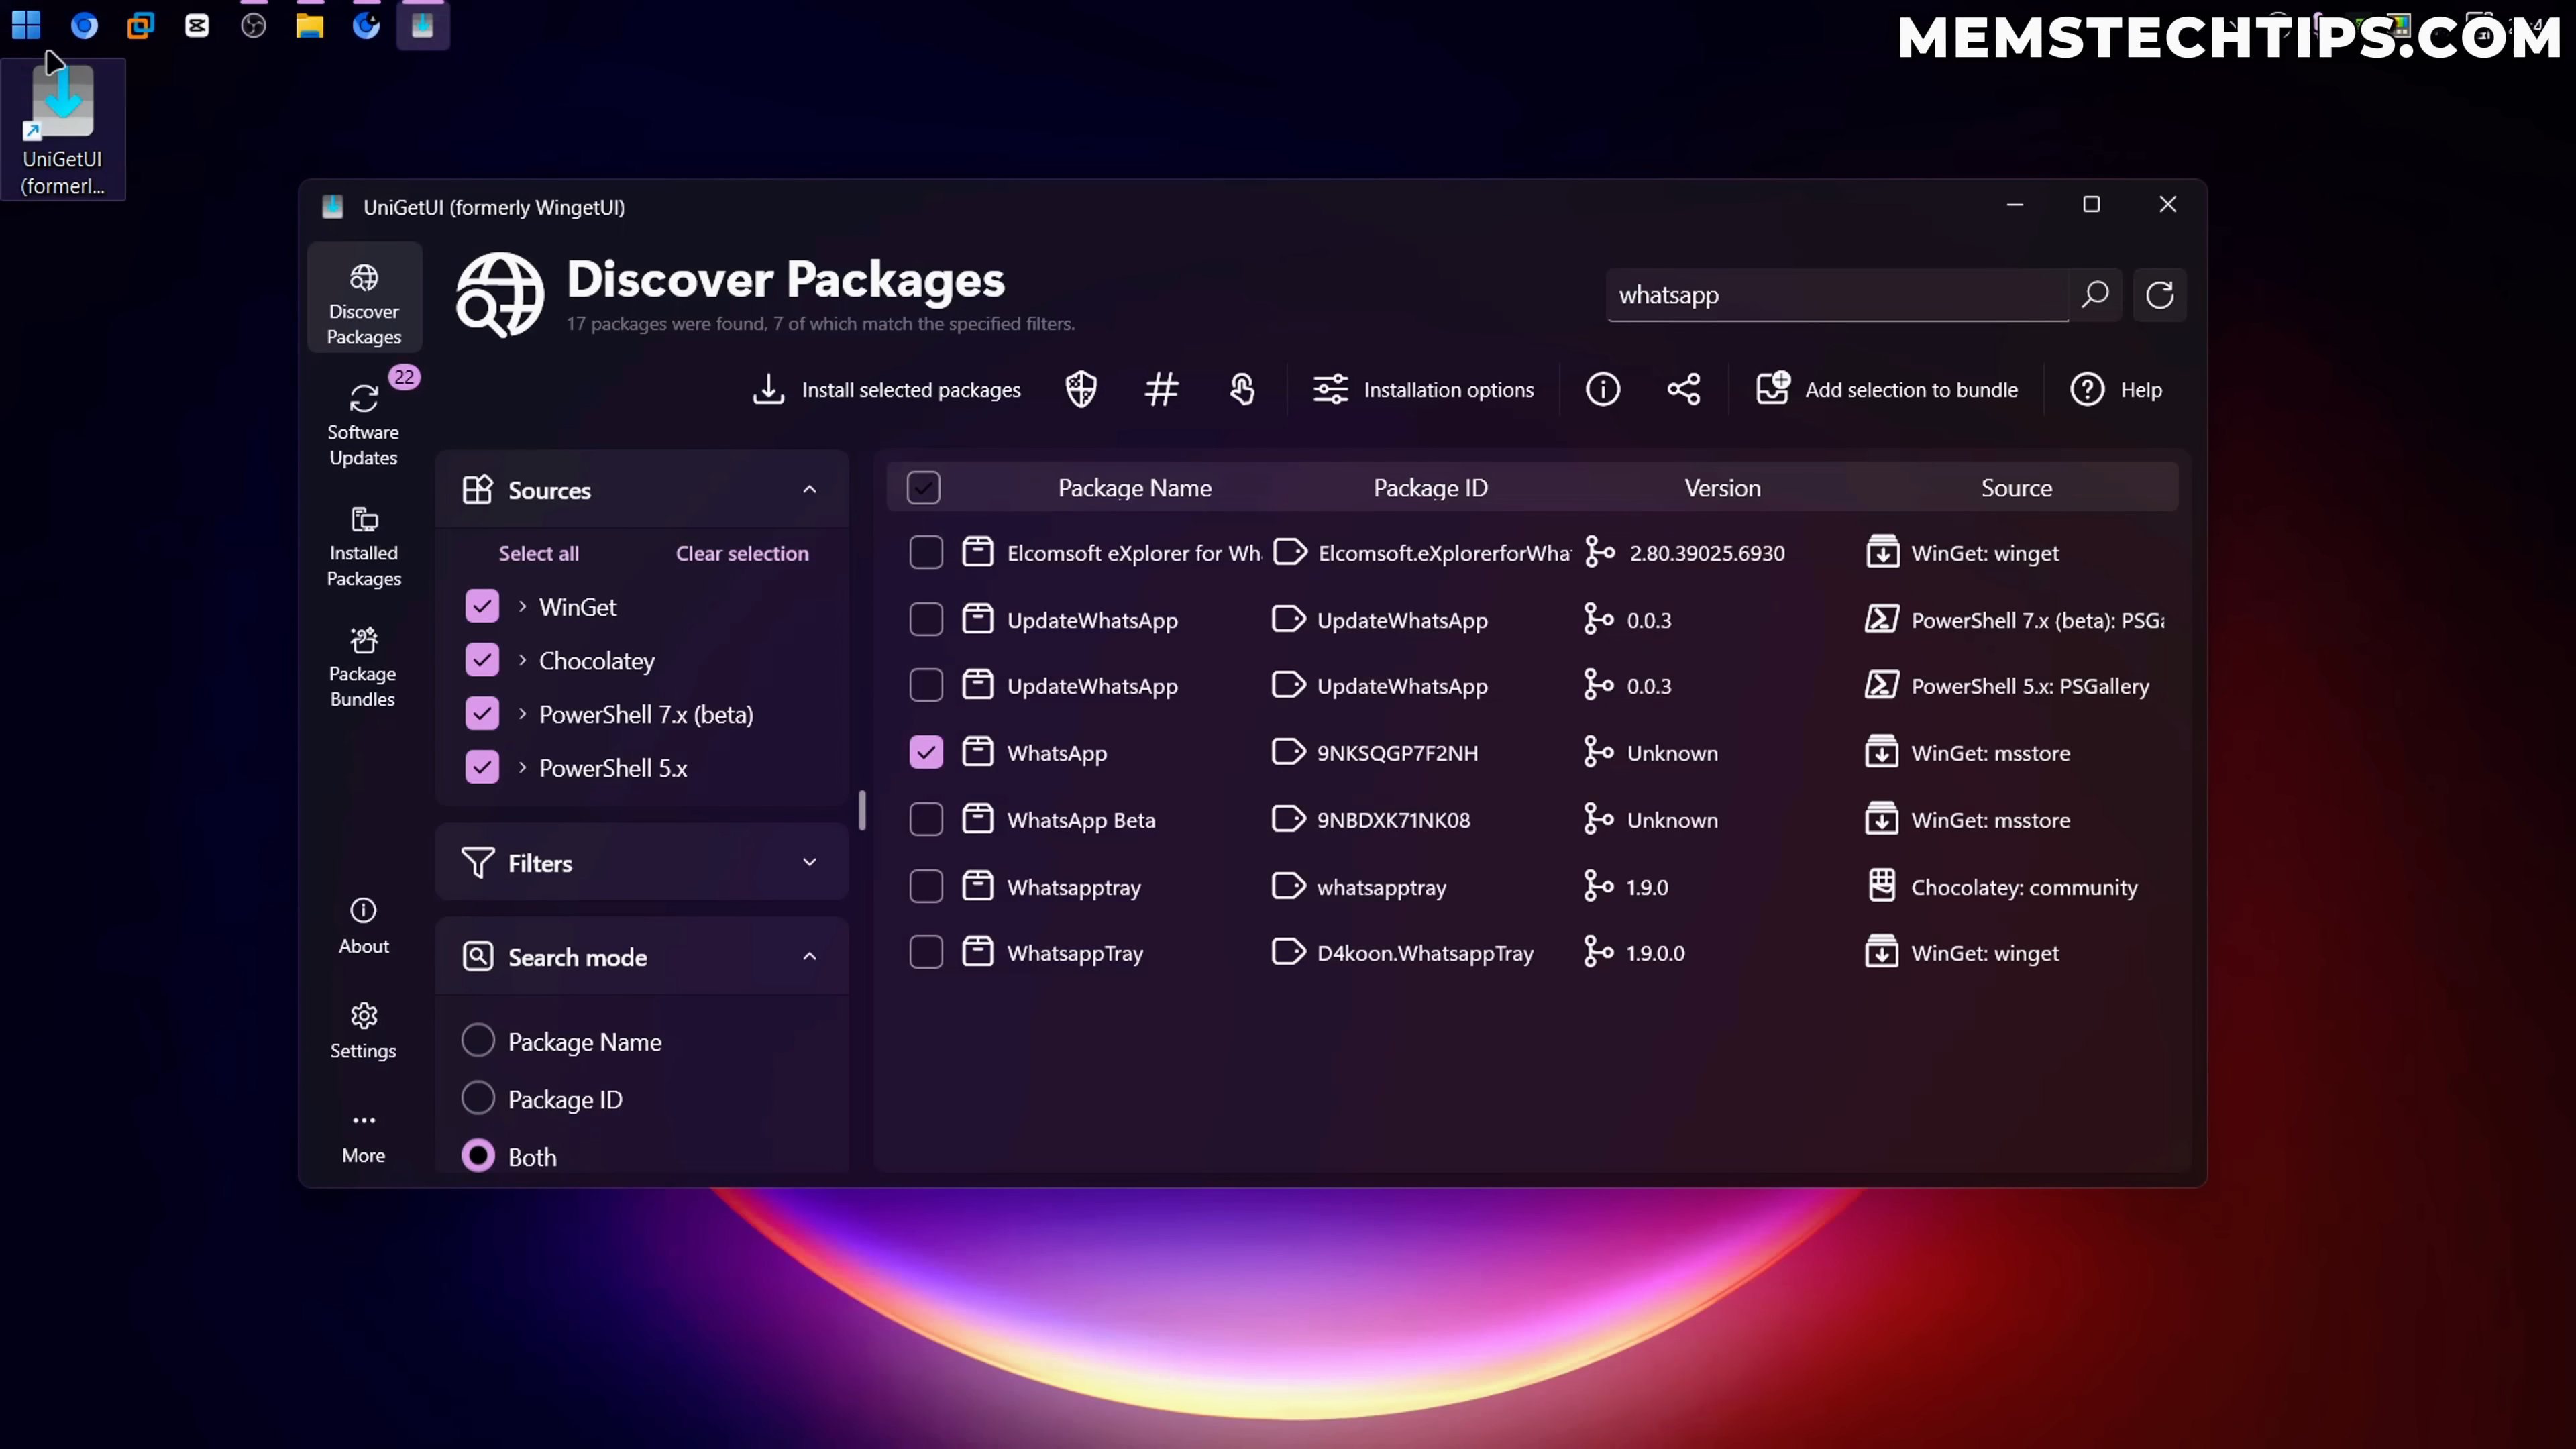 MEMSTECHTIPS.COM
UniGetUI
(formerl...
UniGetUI (formerly WingetUI)
Discover Packages
17 packages were found, 7 of which match the specified filters.
whatsapp
Discover
Packages
22
Software
Updates
Installed
Packages
Package
Bundles
About
Settings
More
Install selected packages
Installation options
Add selection to bundle
Help
Sources
Select all Clear selection
WinGet
Chocolatey
PowerShell 7.x (beta)
PowerShell 5.x
Filters
Search mode
Package Name
Package ID
Both
Package Name Package ID Version Source
Elcomsoft eXplorer for Wh Elcomsoft.eXplorerforWha 2.80.39025.6930 WinGet: winget
UpdateWhatsApp UpdateWhatsApp 0.0.3 PowerShell 7.x (beta): PSGa
UpdateWhatsApp UpdateWhatsApp 0.0.3 PowerShell 5.x: PSGallery
WhatsApp 9NKSQGP7F2NH Unknown WinGet: msstore
WhatsApp Beta 9NBDXK71NK08 Unknown WinGet: msstore
Whatsapptray whatsapptray 1.9.0 Chocolatey: community
WhatsappTray D4koon.WhatsappTray 1.9.0.0 WinGet: winget